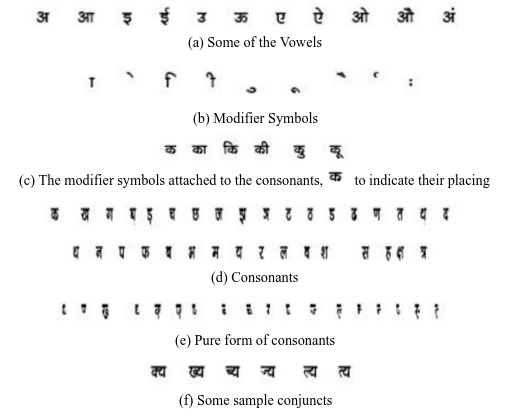 अ आ इ ई उ ऊ ए ऐ ओ औ अं
(a) Some of the Vowels
ा े ि ी ु ू ै ः
(b) Modifier Symbols
क का कि की कु कू
(c) The modifier symbols attached to the consonants, क to indicate their placing
क ख ग घ ङ च छ ज झ ञ ट ठ ड ढ ण त थ द
ध न प फ ब भ म य र ल व श स ह क्ष त्र
(d) Consonants
(e) Pure form of consonants
क्य ख्य च्य ज्य ल्य त्य
(f) Some sample conjuncts